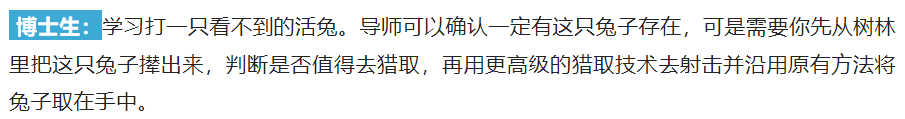 博士生：学习打一只看不到的活兔。导师可以确认一定有这只兔子存在，可是需要你先从树林
里把这只兔子撵出来，判断是否值得去猎取，再用更高级的猎取技术去射击并沿用原有方法将
兔子取在手中。